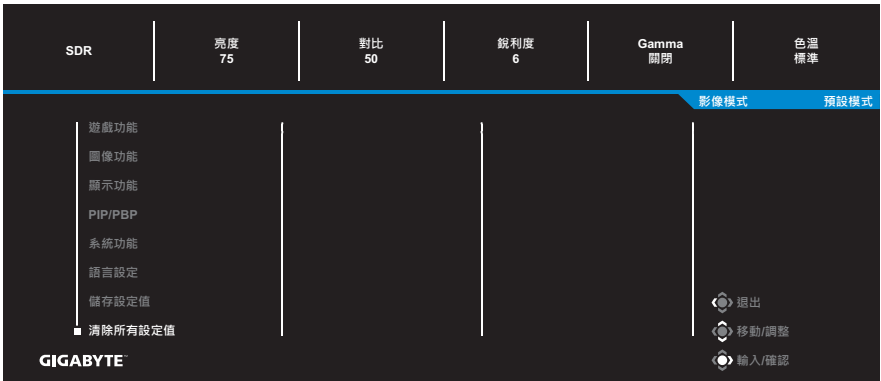 SDR
亮度
75
對比
50
銳利度
6
Gamma
關閉
色溫
標準
影像模式 預設模式
遊戲功能
圖像功能
顯示功能
PIP/PBP
系統功能
語言設定
儲存設定值
清除所有設定值
退出
移動/調整
輸入/確認
GIGABYTE™